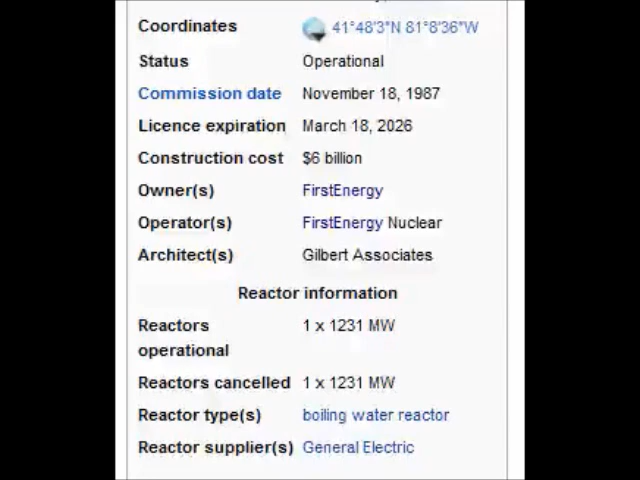 Coordinates 41°48′3″N 81°8′36″W
Status Operational
Commission date November 18, 1987
Licence expiration March 18, 2026
Construction cost $6 billion
Owner(s) FirstEnergy
Operator(s) FirstEnergy Nuclear
Architect(s) Gilbert Associates
Reactor information
Reactors 1 x 1231 MW
operational
Reactors cancelled 1 x 1231 MW
Reactor type(s) boiling water reactor
Reactor supplier(s) General Electric